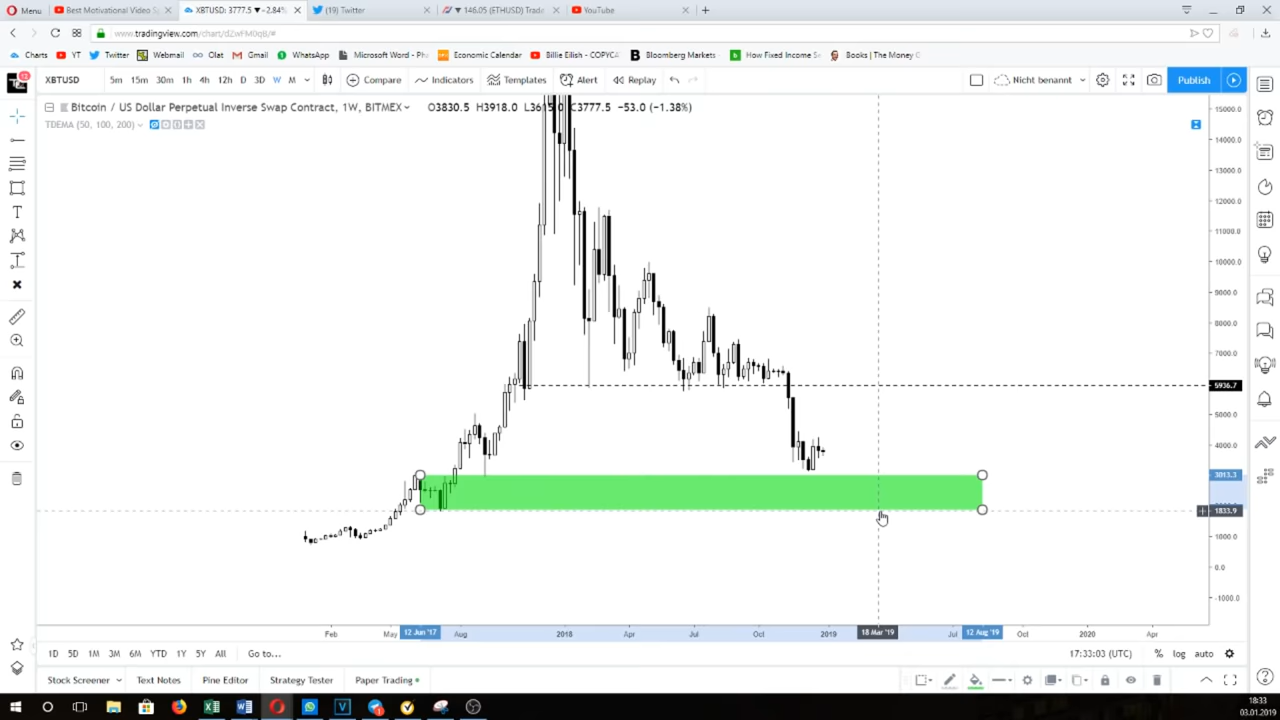 Menu
Best Motivational Video S
XBTUSD: 3777.5 ▼−2.84%
(19) Twitter
146.05 (ETHUSD) Trade
YouTube
www.tradingview.com/chart/dZwFM0qB/#
Charts
YT
Twitter
Webmail
Olat
Gmail
WhatsApp
Microsoft Word - Ph
Economic Calendar
Billie Eilish - COPYC
Bloomberg Markets
How Fixed Income Se
Books | The Money C
XBTUSD
5m 15m 30m 1h 4h 12h D 3D W M
Compare
Indicators
Templates
Alert
Replay
Nicht benannt
Publish
Bitcoin / US Dollar Perpetual Inverse Swap Contract, 1W, BITMEX
O3830.5 H3918.0 C3777.5 −53.0 (−1.38%)
TDEMA (50, 100, 200)
15000.0
14000.0
13000.0
12000.0
11000.0
10000.0
9000.0
8000.0
7000.0
5936.7
5000.0
4000.0
3013.3
1833.9
1000.0
0.0
-1000.0
Feb May 12 Jun '17 Aug 2018 Apr Jul Oct 2019 18 Mar '19 Jul 12 Aug '19 Oct 2020 Apr
1D 5D 1M 3M 6M YTD 1Y 5Y All Go to...
17:33:03 (UTC) % log auto
Stock Screener
Text Notes
Pine Editor
Strategy Tester
Paper Trading
18:33
03.01.2019